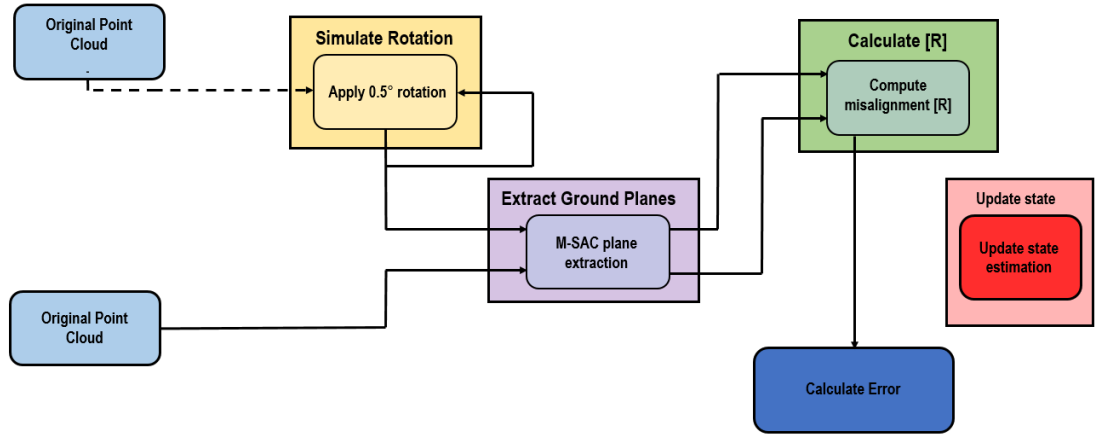 Original Point
Cloud
.
Simulate Rotation
Apply 0.5° rotation
Calculate [R]
Compute
misalignment [R]
Extract Ground Planes
M-SAC plane
extraction
Update state
Update state
estimation
Original Point
Cloud
Calculate Error